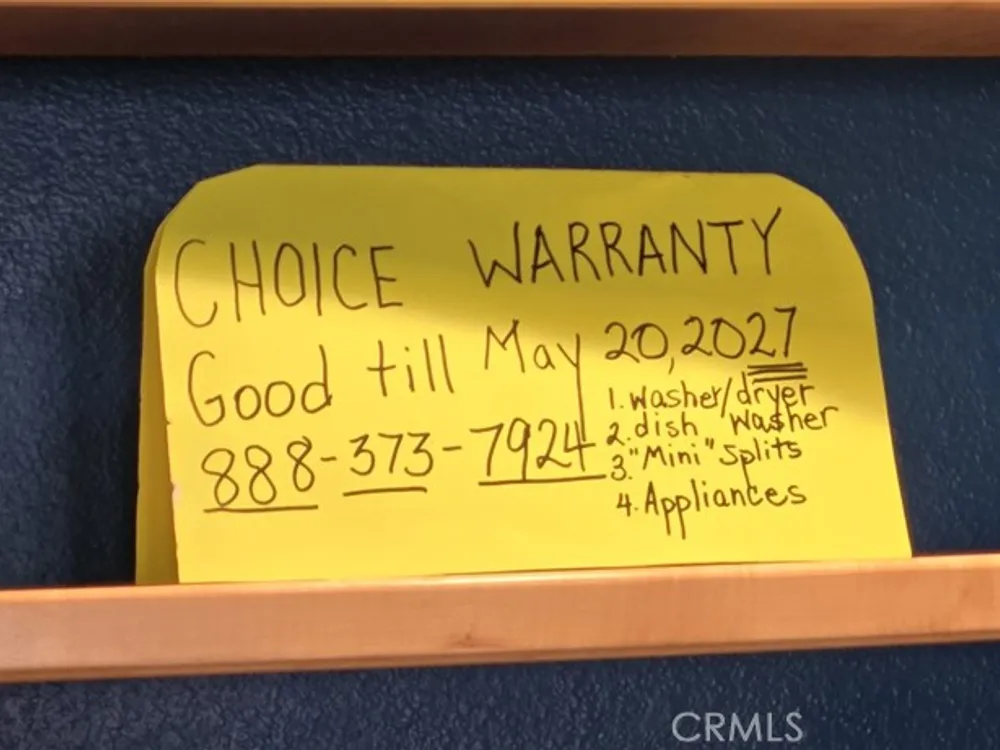 CHOICE WARRANTY
Good till May 20, 2027
888-373-7924
1. washer/dryer
2. dish washer
3. "Mini" Splits
4. Appliances
CRMLS